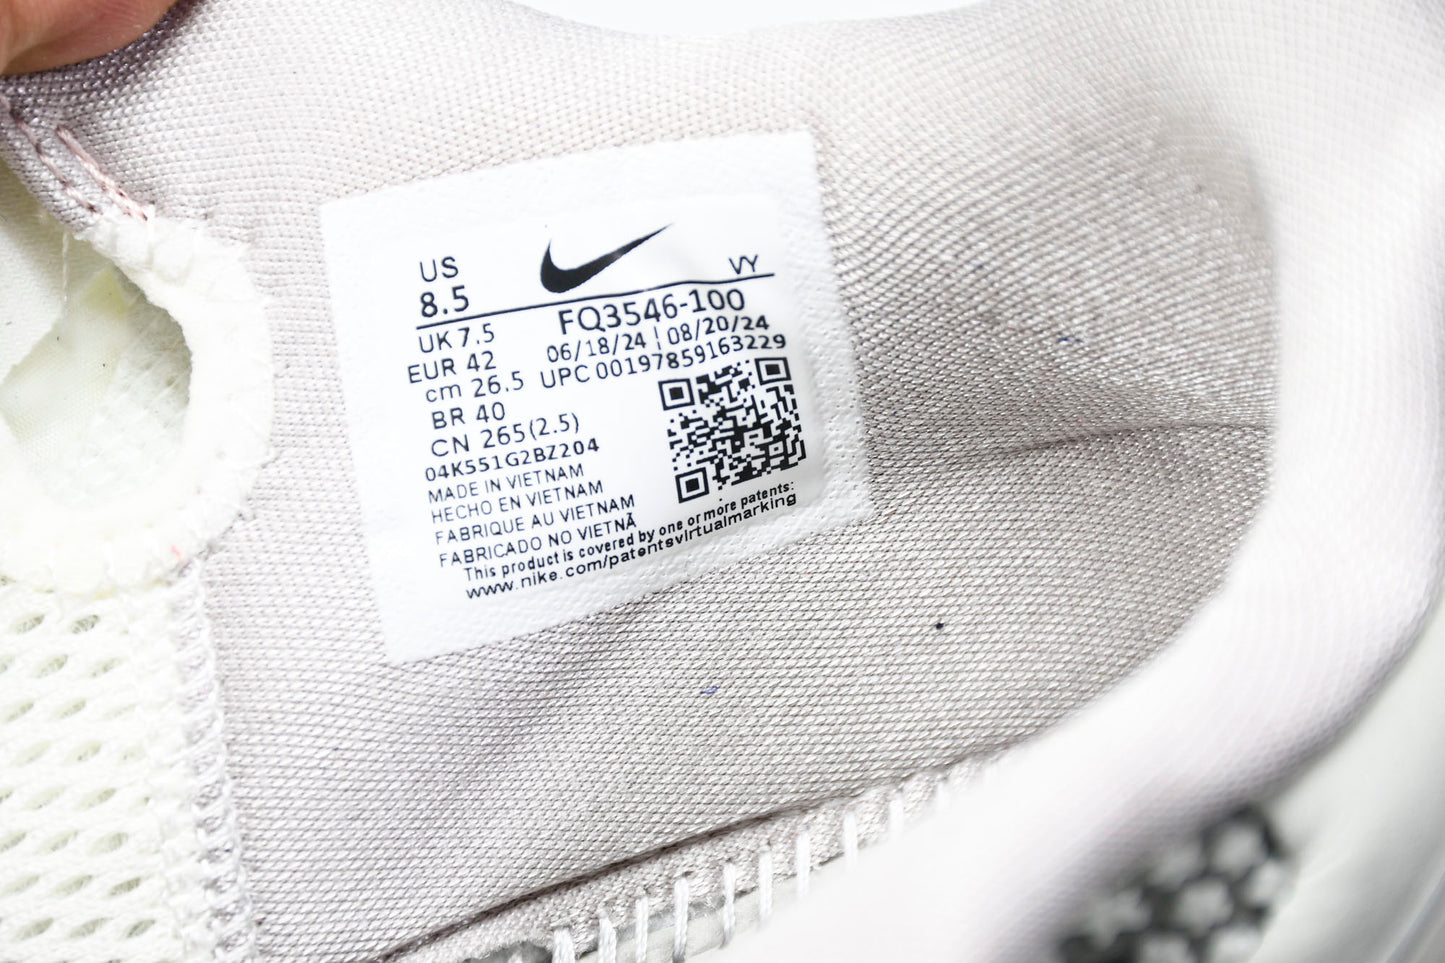 US
8.5
VY
UK 7.5
FQ3546-100
EUR 42
06/18/24 | 08/20/24
cm 26.5
UPC 00197859163229
BR 40
CN 265(2.5)
04K551G2BZ204
MADE IN VIETNAM
HECHO EN VIETNAM
FABRIQUE AU VIETNAM
FABRICADO NO VIETNÃ
This product is covered by one or more patents:
www.nike.com/patentsvirtualmarking